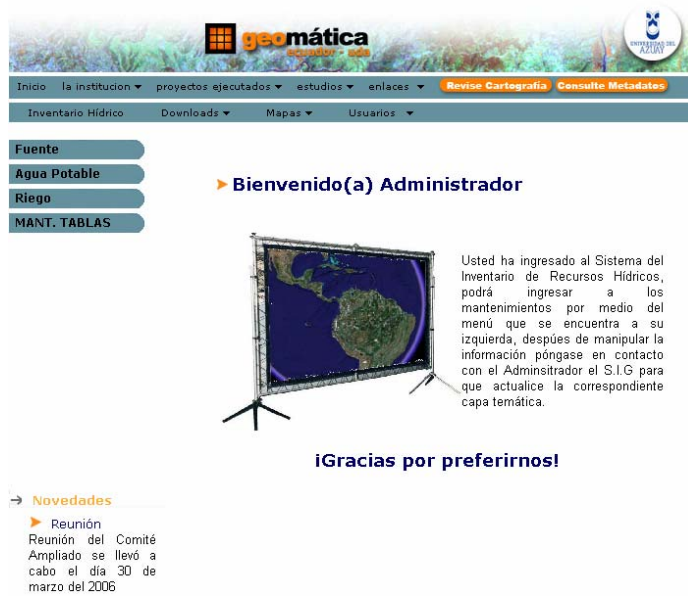 geomática
ecuador - uda
UNIVERSIDAD DEL
AZUAY
Inicio la institucion proyectos ejecutados estudios enlaces Revise Cartografía Consulte Metadatos
Inventario Hídrico Downloads Mapas Usuarios
Fuente
Agua Potable
Riego
MANT. TABLAS
Bienvenido(a) Administrador
Usted ha ingresado al Sistema del
Inventario de Recursos Hídricos,
podrá ingresar a los
mantenimientos por medio del
menú que se encuentra a su
izquierda, despúes de manipular la
información póngase en contacto
con el Adminsitrador el S.I.G para
que actualice la correspondiente
capa temática.
¡Gracias por preferirnos!
Novedades
Reunión
Reunión del Comité
Ampliado se llevó a
cabo el día 30 de
marzo del 2006